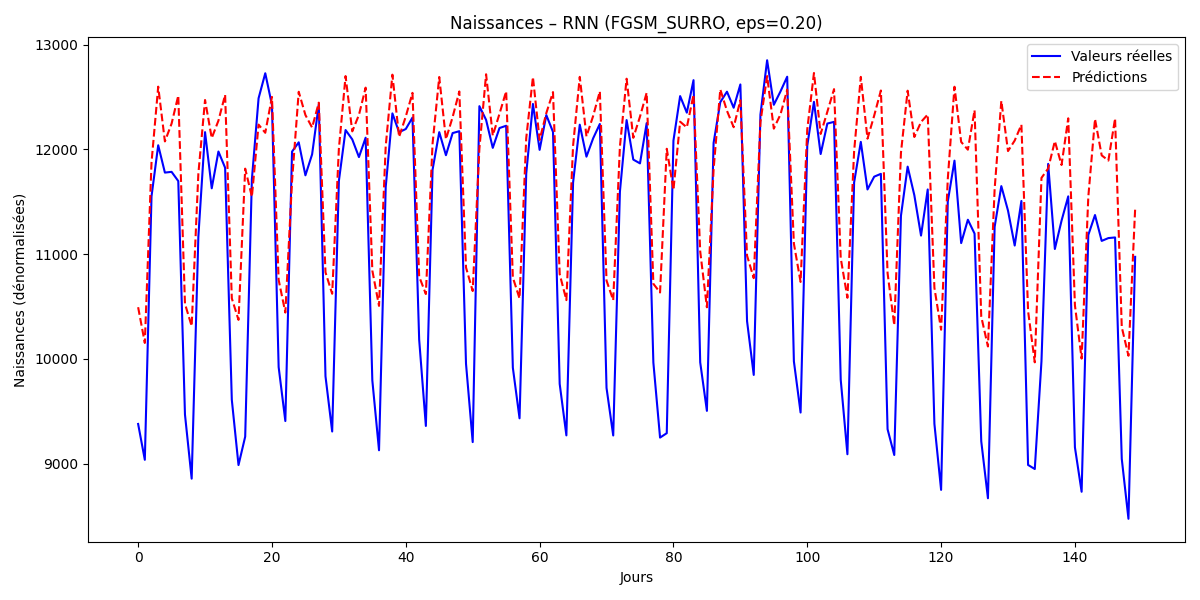 Naissances – RNN (FGSM_SURRO, eps=0.20)
Valeurs réelles
Prédictions
Naissances (dénormalisées)
13000
12000
11000
10000
9000
0 20 40 60 80 100 120 140
Jours